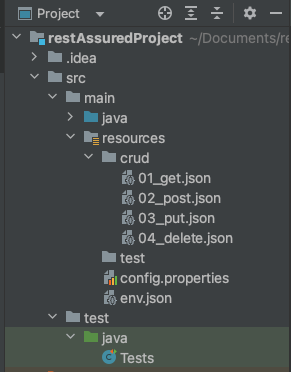 Project
restAssuredProject ~/Documents/re
.idea
src
main
java
resources
crud
01_get.json
02_post.json
03_put.json
04_delete.json
test
config.properties
env.json
test
java
Tests